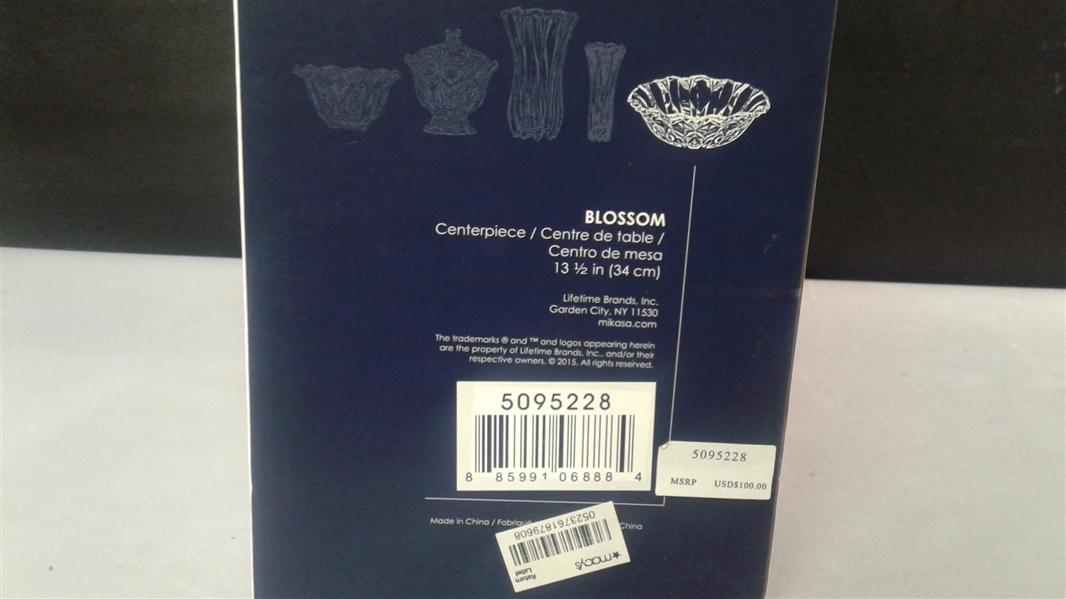 BLOSSOM
Centerpiece / Centre de table /
Centro de mesa
13 ½ in (34 cm)
Lifetime Brands, Inc.
Garden City, NY 11530
mikasa.com
The trademarks ® and ™ and logos appearing herein
are the property of Lifetime Brands, Inc., and/or their
respective owners. © 2015. All rights reserved.
5095228
8 85991 06888 4
5095228
MSRP USD$100.00
Made in China / China
★macy's
0523761879608
Return
Label